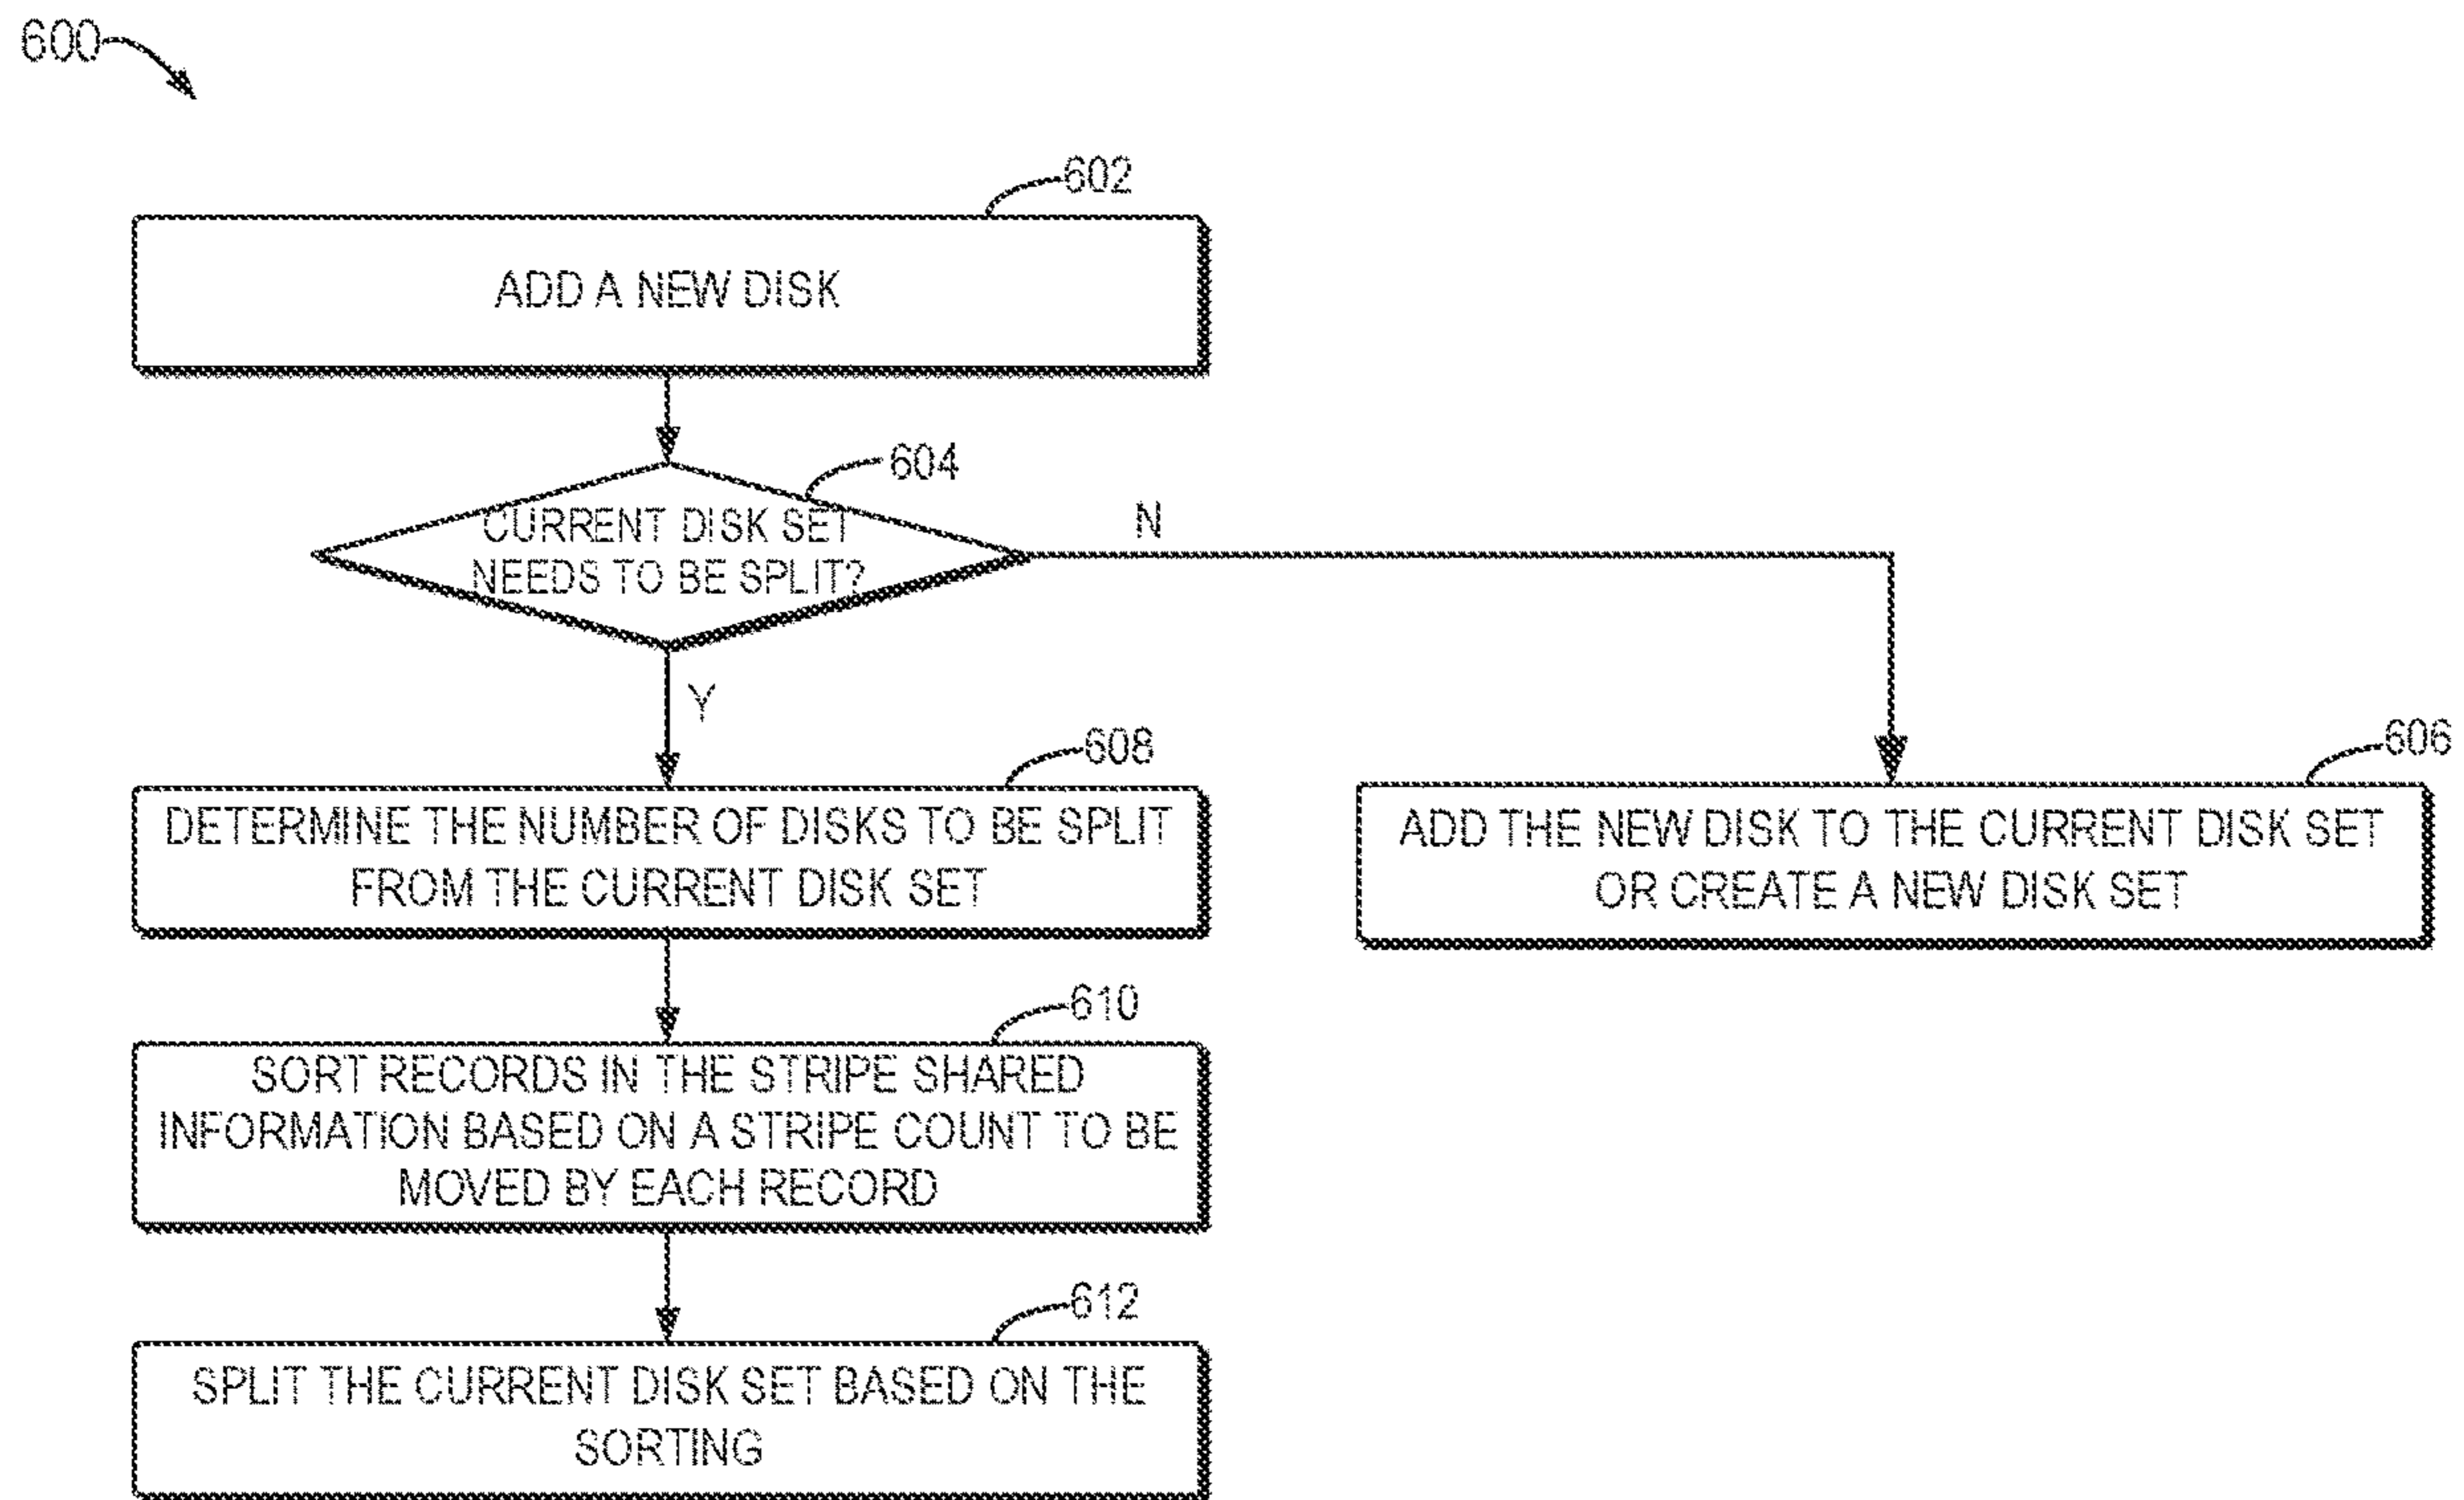 600
602
ADD A NEW DISK
604
CURRENT DISK SET
NEEDS TO BE SPLIT?
N
Y
608
DETERMINE THE NUMBER OF DISKS TO BE SPLIT
FROM THE CURRENT DISK SET
606
ADD THE NEW DISK TO THE CURRENT DISK SET
OR CREATE A NEW DISK SET
610
SORT RECORDS IN THE STRIPE SHARED
INFORMATION BASED ON A STRIPE COUNT TO BE
MOVED BY EACH RECORD
612
SPLIT THE CURRENT DISK SET BASED ON THE
SORTING